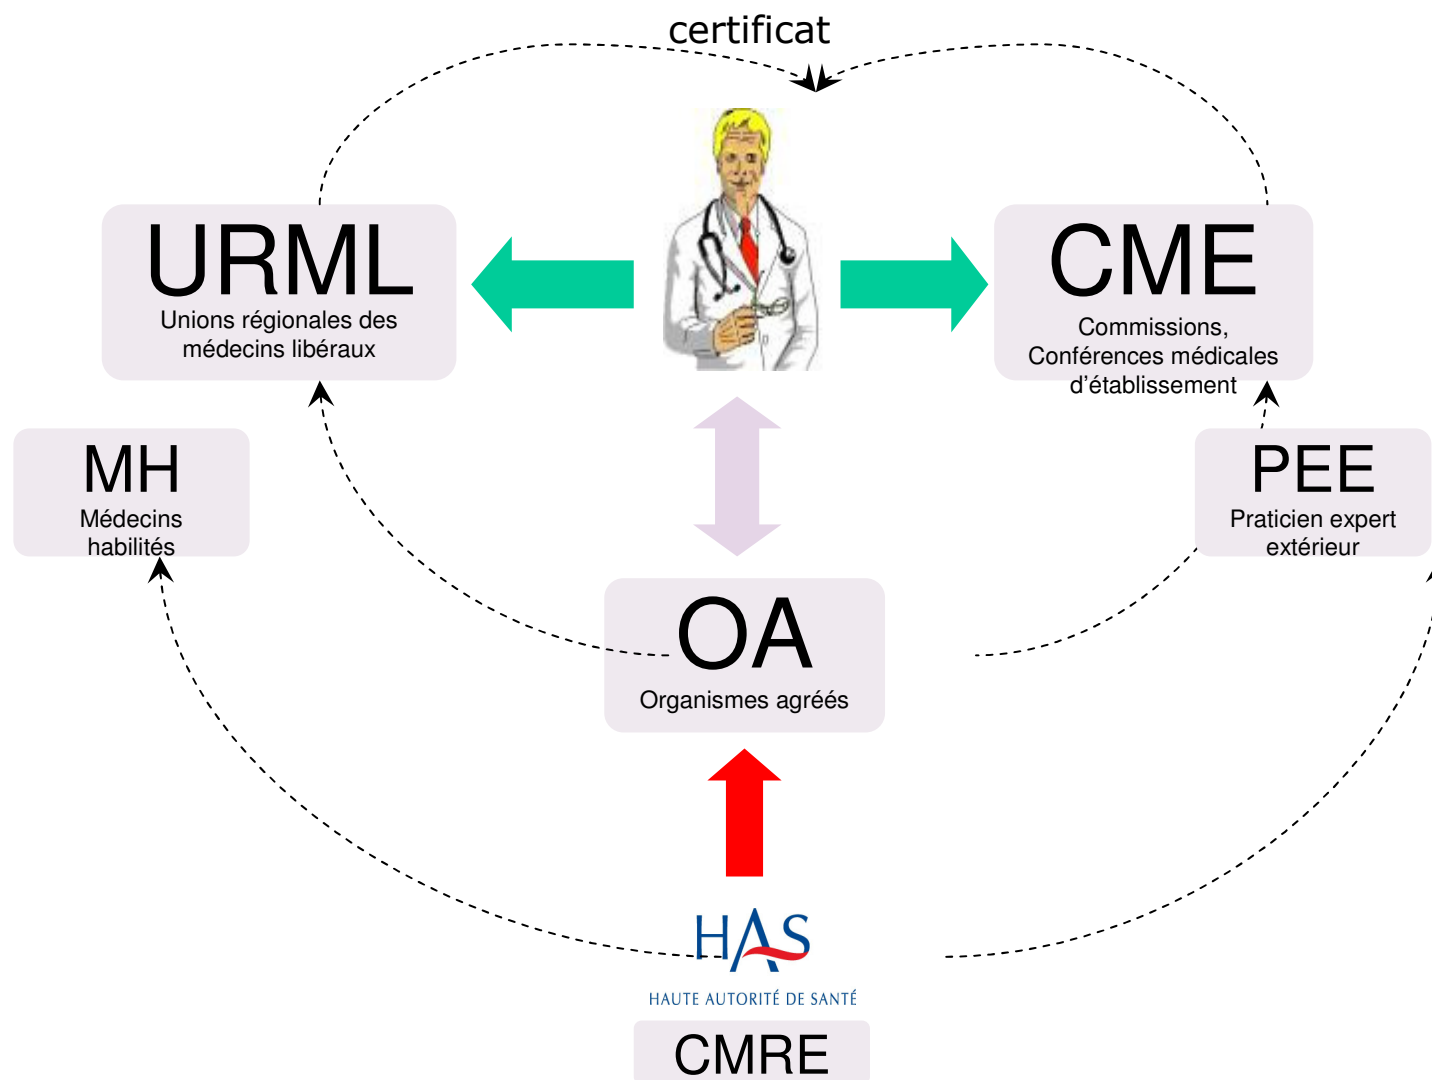 certificat
URML
Unions régionales des
médecins libéraux
CME
Commissions,
Conférences médicales
d'établissement
MH
Médecins
habilités
PEE
Praticien expert
extérieur
OA
Organismes agréés
HAS
HAUTE AUTORITÉ DE SANTÉ
CMRE